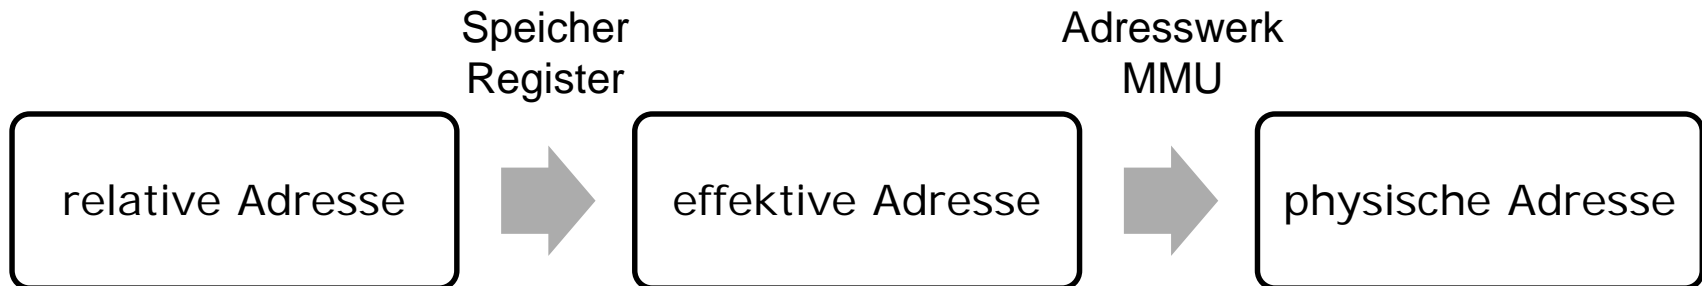 Speicher
Register
Adresswerk
MMU
relative Adresse
effektive Adresse
physische Adresse